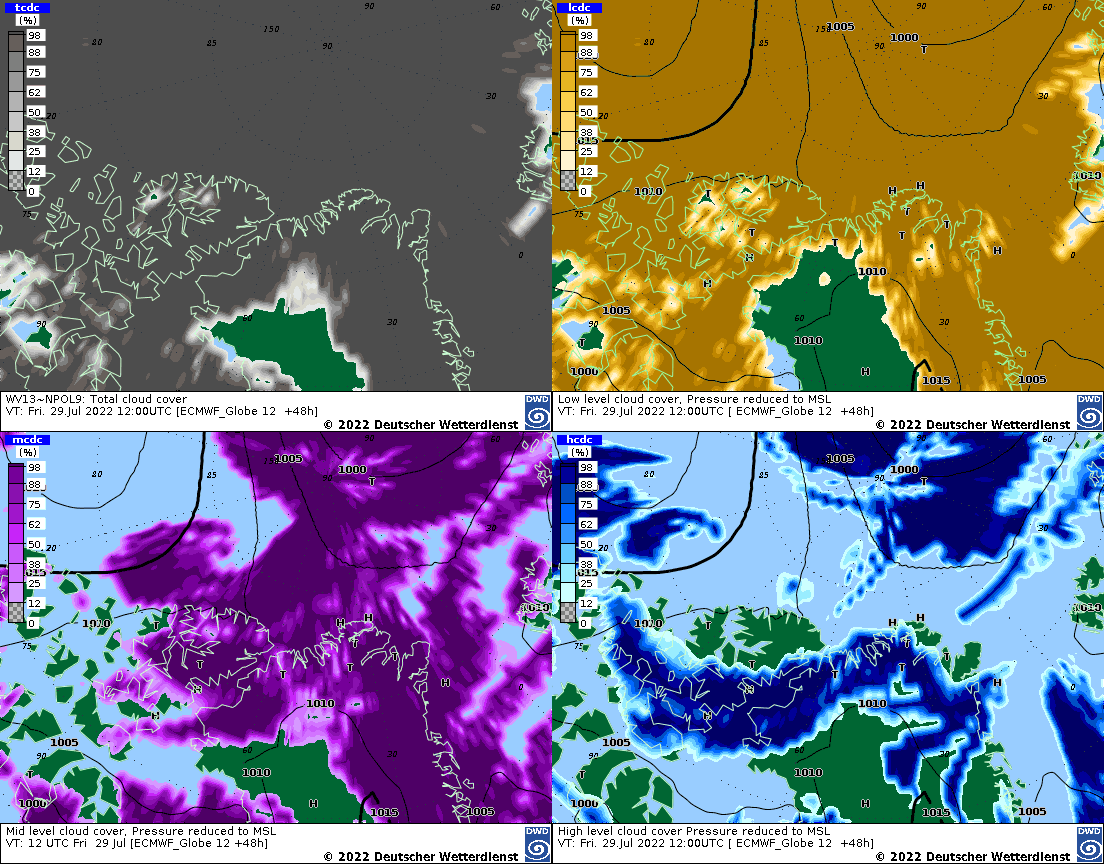 tcdc
(%)
98
88
75
62
50
38
25
12
0
80
85
150
90
90
60
30
20
75
0
90
60
30
WV13~NPOL9: Total cloud cover
VT: Fri. 29.Jul 2022 12:00UTC [ECMWF_Globe 12 +48h]
DWD
© 2022 Deutscher Wetterdienst
lcdc
(%)
98
88
75
62
50
38
25
12
0
80
85
1005
90
1000
T
90
60
30
20
1010
T
H
H
T
T
T
T
T
H
H
H
1010
1010
0
1005
90
T
1000
60
1010
H
30
1015
1005
Low level cloud cover, Pressure reduced to MSL
VT: Fri. 29.Jul 2022 12:00UTC [ ECMWF_Globe 12 +48h]
DWD
© 2022 Deutscher Wetterdienst
mcdc
(%)
98
88
75
62
50
38
25
12
0
80
85
1005
90
1000
T
90
60
30
20
1010
75
T
H
H
T
T
T
T
T
H
H
H
1010
0
1005
90
T
1000
60
1010
H
30
1015
1005
Mid level cloud cover, Pressure reduced to MSL
VT: 12 UTC Fri 29 Jul [ECMWF_Globe 12 +48h]
DWD
© 2022 Deutscher Wetterdienst
hcdc
(%)
98
88
75
62
50
38
25
12
0
80
85
1005
90
1000
T
90
60
30
20
1010
75
T
H
H
T
T
T
T
T
H
H
H
1010
0
1005
90
T
1000
60
1010
H
30
1015
1005
High level cloud cover Pressure reduced to MSL
VT: Fri. 29.Jul 2022 12:00UTC [ ECMWF_Globe 12 +48h]
DWD
© 2022 Deutscher Wetterdienst